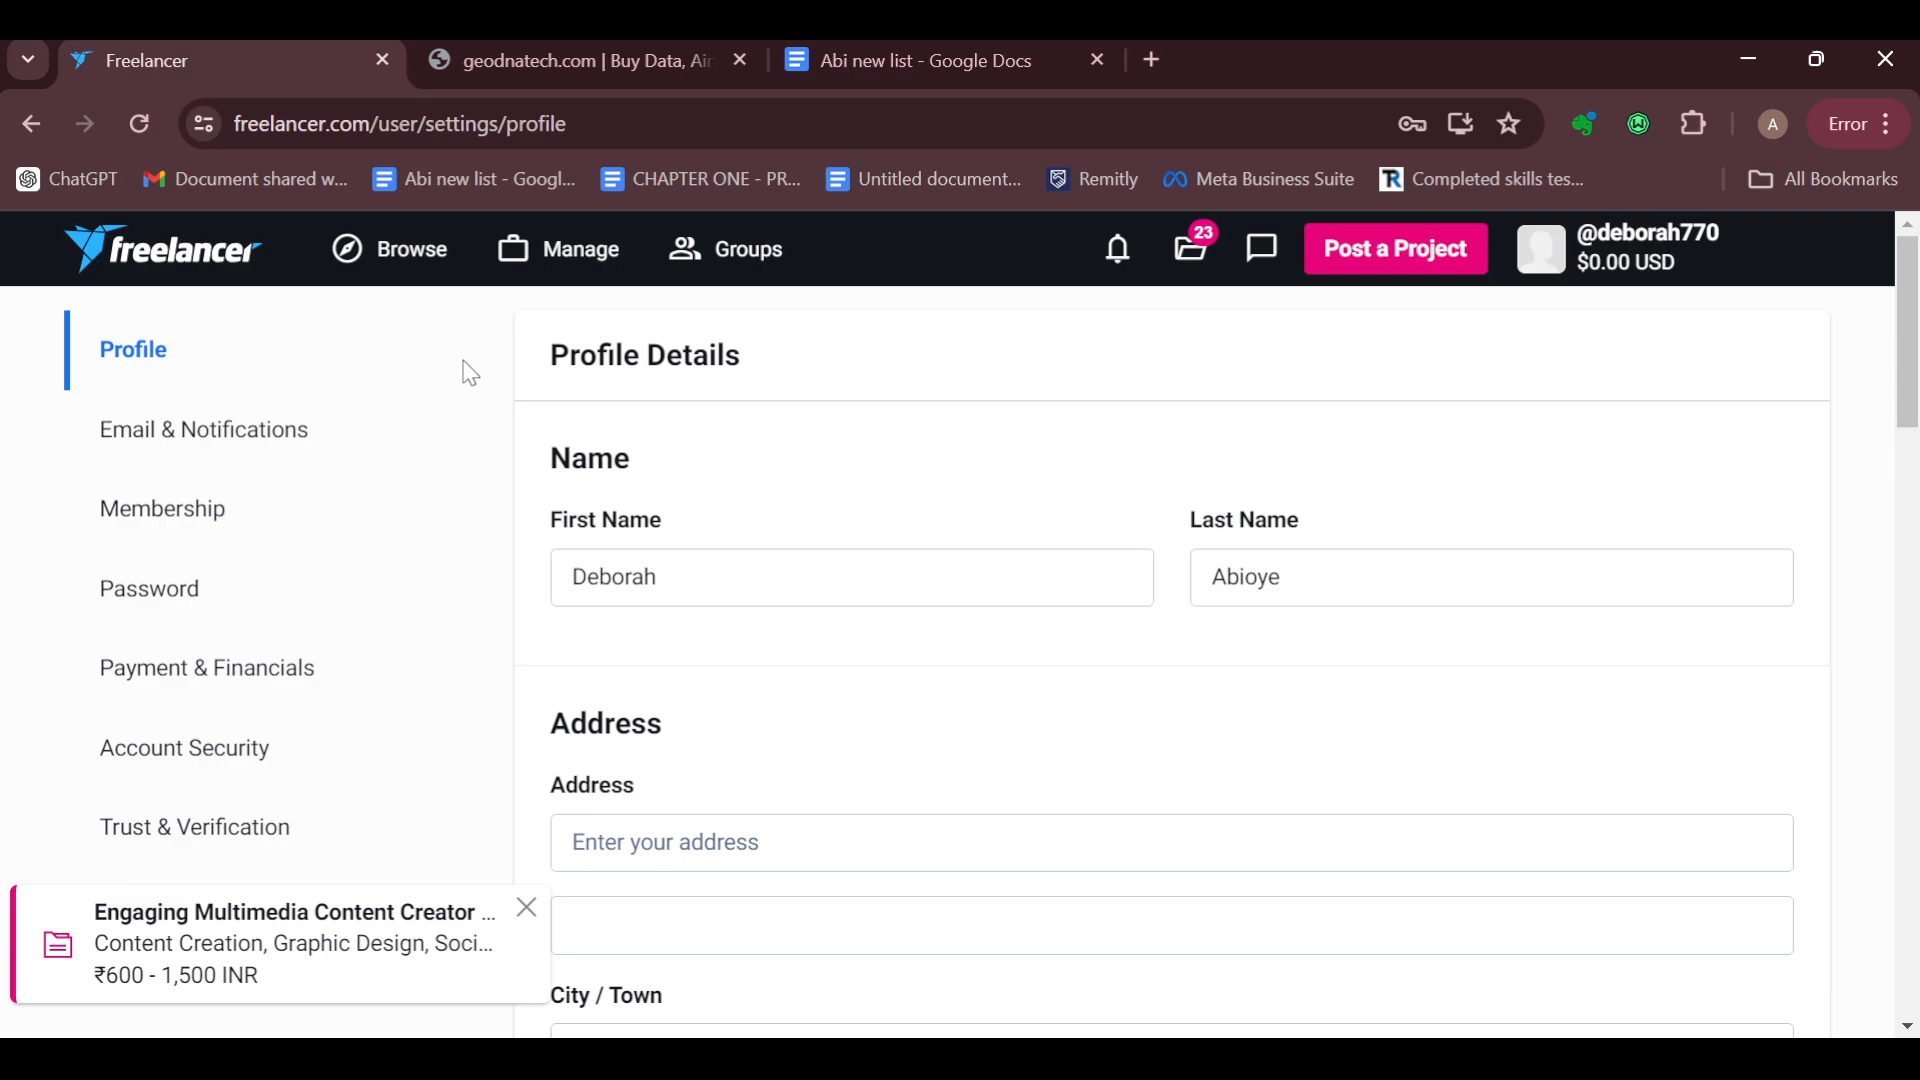 Freelancer
geodnatech.com | Buy Data, Air
Abi new list - Google Docs
freelancer.com/user/settings/profile
A
Error
ChatGPT
Document shared w...
Abi new list - Googl...
CHAPTER ONE - PR...
Untitled document...
Remitly
Meta Business Suite
Completed skills tes...
All Bookmarks
freelancer
Browse
Manage
Groups
23
Post a Project
@deborah770
$0.00 USD
Profile
Email & Notifications
Membership
Password
Payment & Financials
Account Security
Trust & Verification
Profile Details
Name
First Name
Last Name
Deborah
Abioye
Address
Address
Enter your address
City / Town
Engaging Multimedia Content Creator ...
Content Creation, Graphic Design, Soci...
₹600 - 1,500 INR